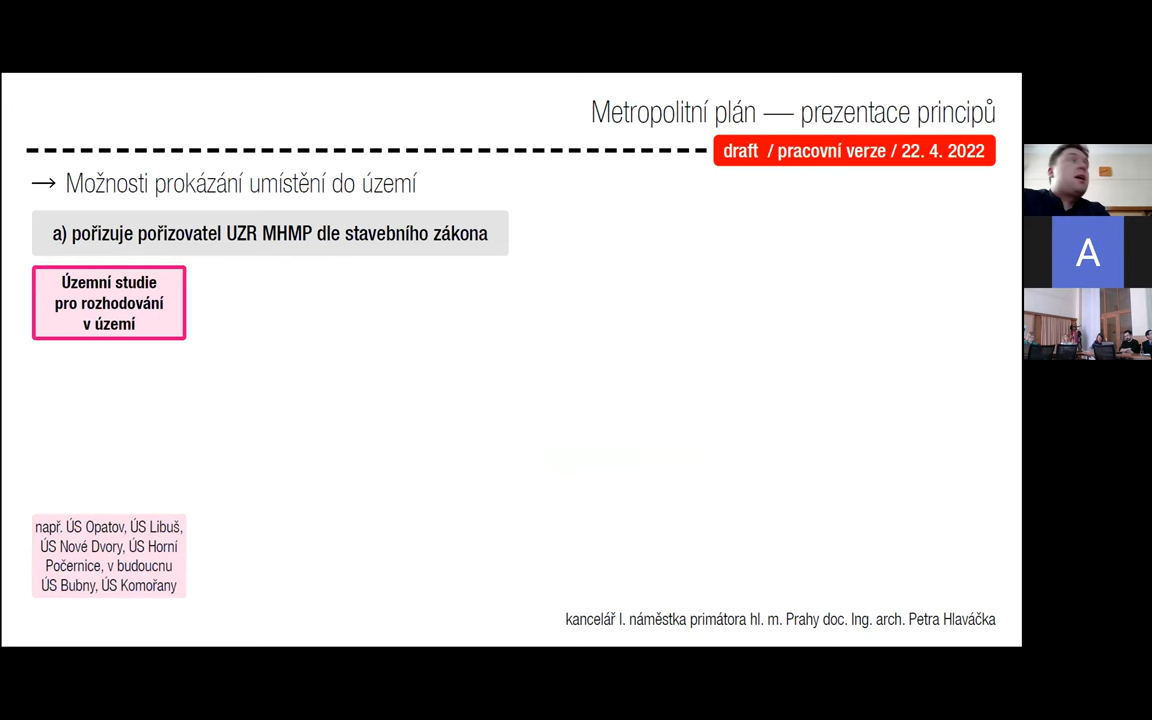 Metropolitní plán — prezentace principů
draft / pracovní verze / 22. 4. 2022
→ Možnosti prokázání umístění do území
a) pořizuje pořizovatel UZR MHMP dle stavebního zákona
Územní studie
pro rozhodování
v území
A
např. ÚS Opatov, ÚS Libuš,
ÚS Nové Dvory, ÚS Horní
Počernice, v budoucnu
ÚS Bubny, ÚS Komořany
kancelář I. náměstka primátora hl. m. Prahy doc. Ing. arch. Petra Hlaváčka